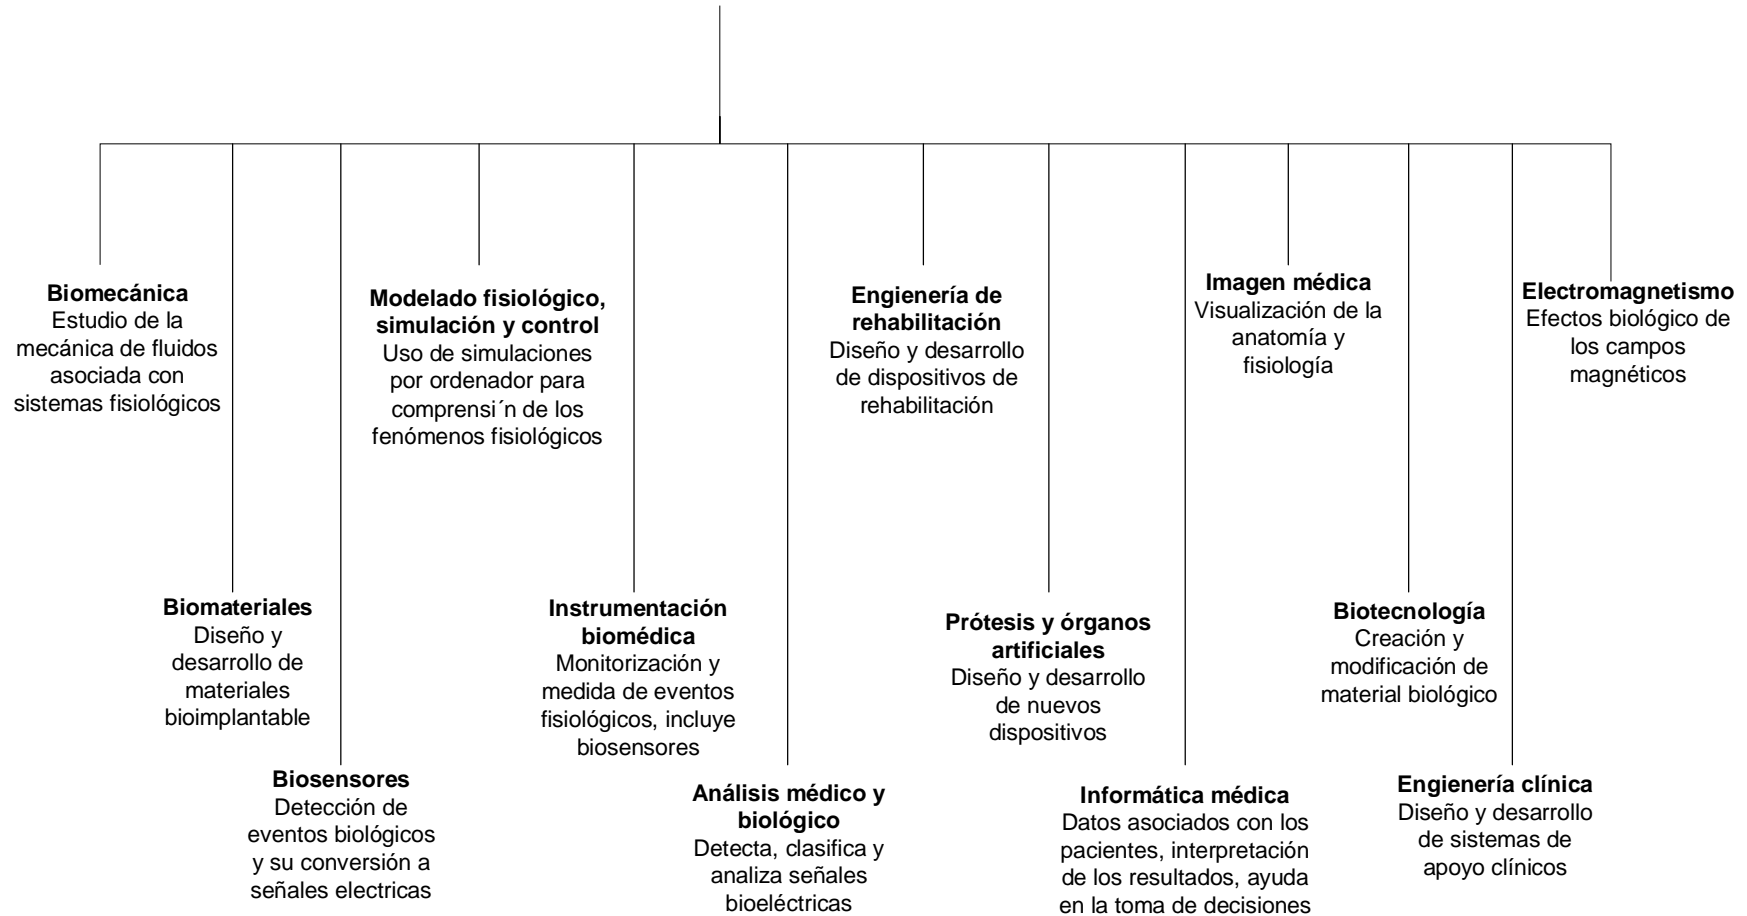 Biomecánica
Estudio de la
mecánica de fluidos
asociada con
sistemas fisiológicos
Modelado fisiológico,
simulación y control
Uso de simulaciones
por ordenador para
comprensi´n de los
fenómenos fisiológicos
Engienería de
rehabilitación
Diseño y desarrollo
de dispositivos de
rehabilitación
Imagen médica
Visualización de la
anatomía y
fisiología
Electromagnetismo
Efectos biológico de
los campos
magnéticos
Biomateriales
Diseño y
desarrollo de
materiales
bioimplantable
Instrumentación
biomédica
Monitorización y
medida de eventos
fisiológicos, incluye
biosensores
Prótesis y órganos
artificiales
Diseño y desarrollo
de nuevos
dispositivos
Biotecnología
Creación y
modificación de
material biológico
Biosensores
Detección de
eventos biológicos
y su conversión a
señales electricas
Análisis médico y
biológico
Detecta, clasifica y
analiza señales
bioeléctricas
Informática médica
Datos asociados con los
pacientes, interpretación
de los resultados, ayuda
en la toma de decisiones
Engienería clínica
Diseño y desarrollo
de sistemas de
apoyo clínicos